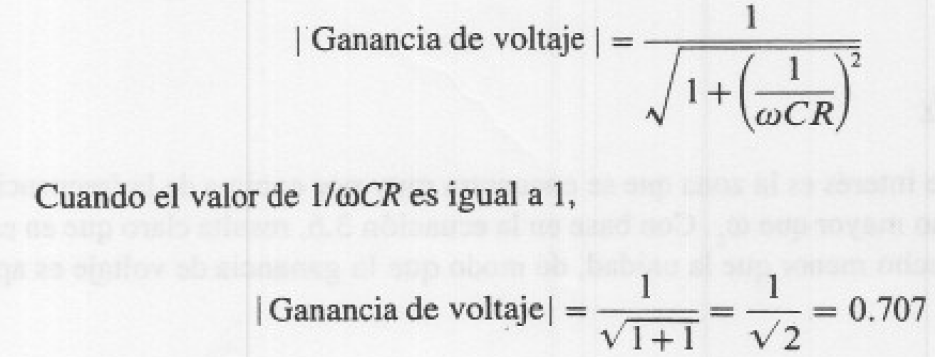 | Ganancia de voltaje | = 1 / √(1 + (1/ωCR)²)
Cuando el valor de 1/ωCR es igual a 1,
| Ganancia de voltaje| = 1/√(1 + 1) = 1/√2 = 0.707